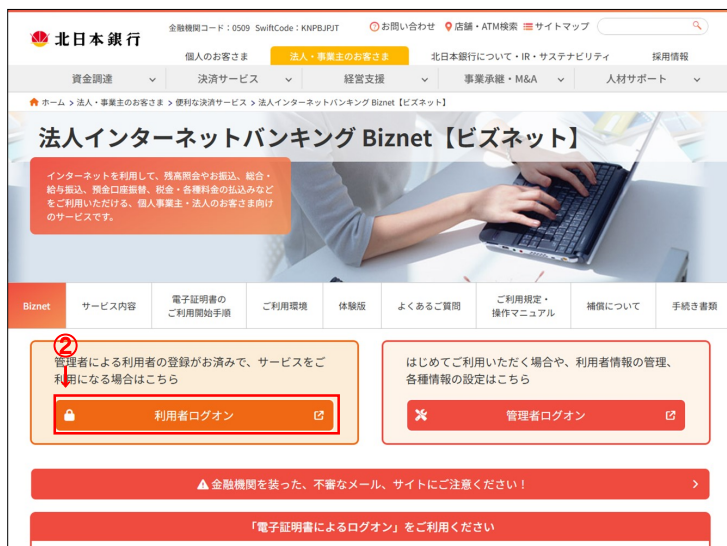 北日本銀行
金融機関コード：0509 SwiftCode：KNPBJPJT
お問い合わせ 店舗・ATM検索 サイトマップ
個人のお客さま 法人・事業主のお客さま 北日本銀行について・IR・サステナビリティ 採用情報
資金調達 決済サービス 経営支援 事業承継・M&A 人材サポート
ホーム > 法人・事業主のお客さま > 便利な決済サービス > 法人インターネットバンキング Biznet【ビズネット】
法人インターネットバンキング Biznet【ビズネット】
インターネットを利用して、残高照会やお振込、総合・
給与振込、預金口座振替、税金・各種料金の払込みなど
をご利用いただける、個人事業主・法人のお客さま向け
のサービスです。
Biznet
サービス内容
電子証明書の
ご利用開始手順
ご利用環境
体験版
よくあるご質問
ご利用規定・
操作マニュアル
補償について
手続き書類
②
管理者による利用者の登録がお済みで、サービスをご
利用になる場合はこちら
利用者ログオン
はじめてご利用いただく場合や、利用者情報の管理、
各種情報の設定はこちら
管理者ログオン
金融機関を装った、不審なメール、サイトにご注意ください！
「電子証明書によるログオン」をご利用ください